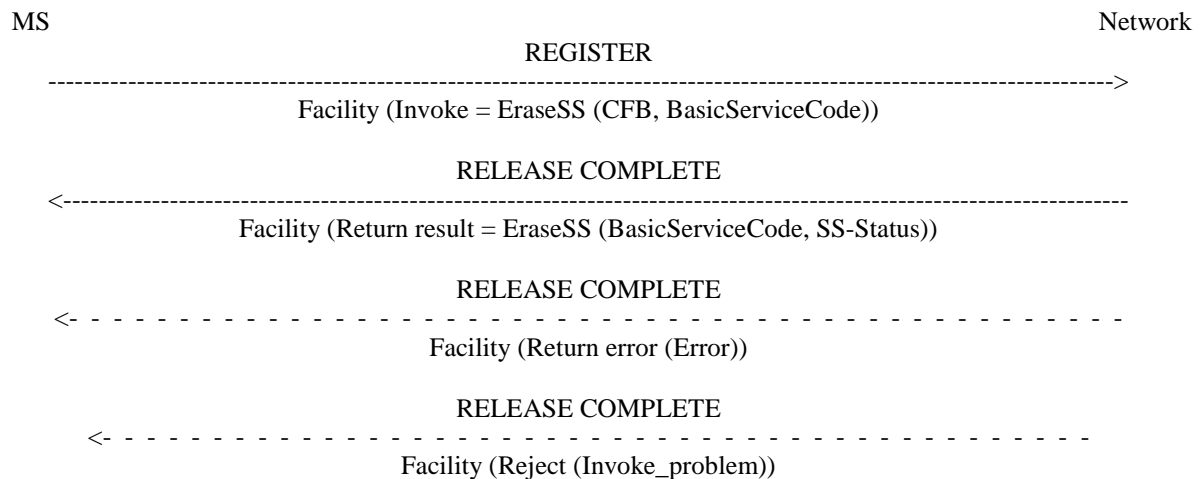 MS Network
REGISTER
Facility (Invoke = EraseSS (CFB, BasicServiceCode))
RELEASE COMPLETE
Facility (Return result = EraseSS (BasicServiceCode, SS-Status))
RELEASE COMPLETE
Facility (Return error (Error))
RELEASE COMPLETE
Facility (Reject (Invoke_problem))